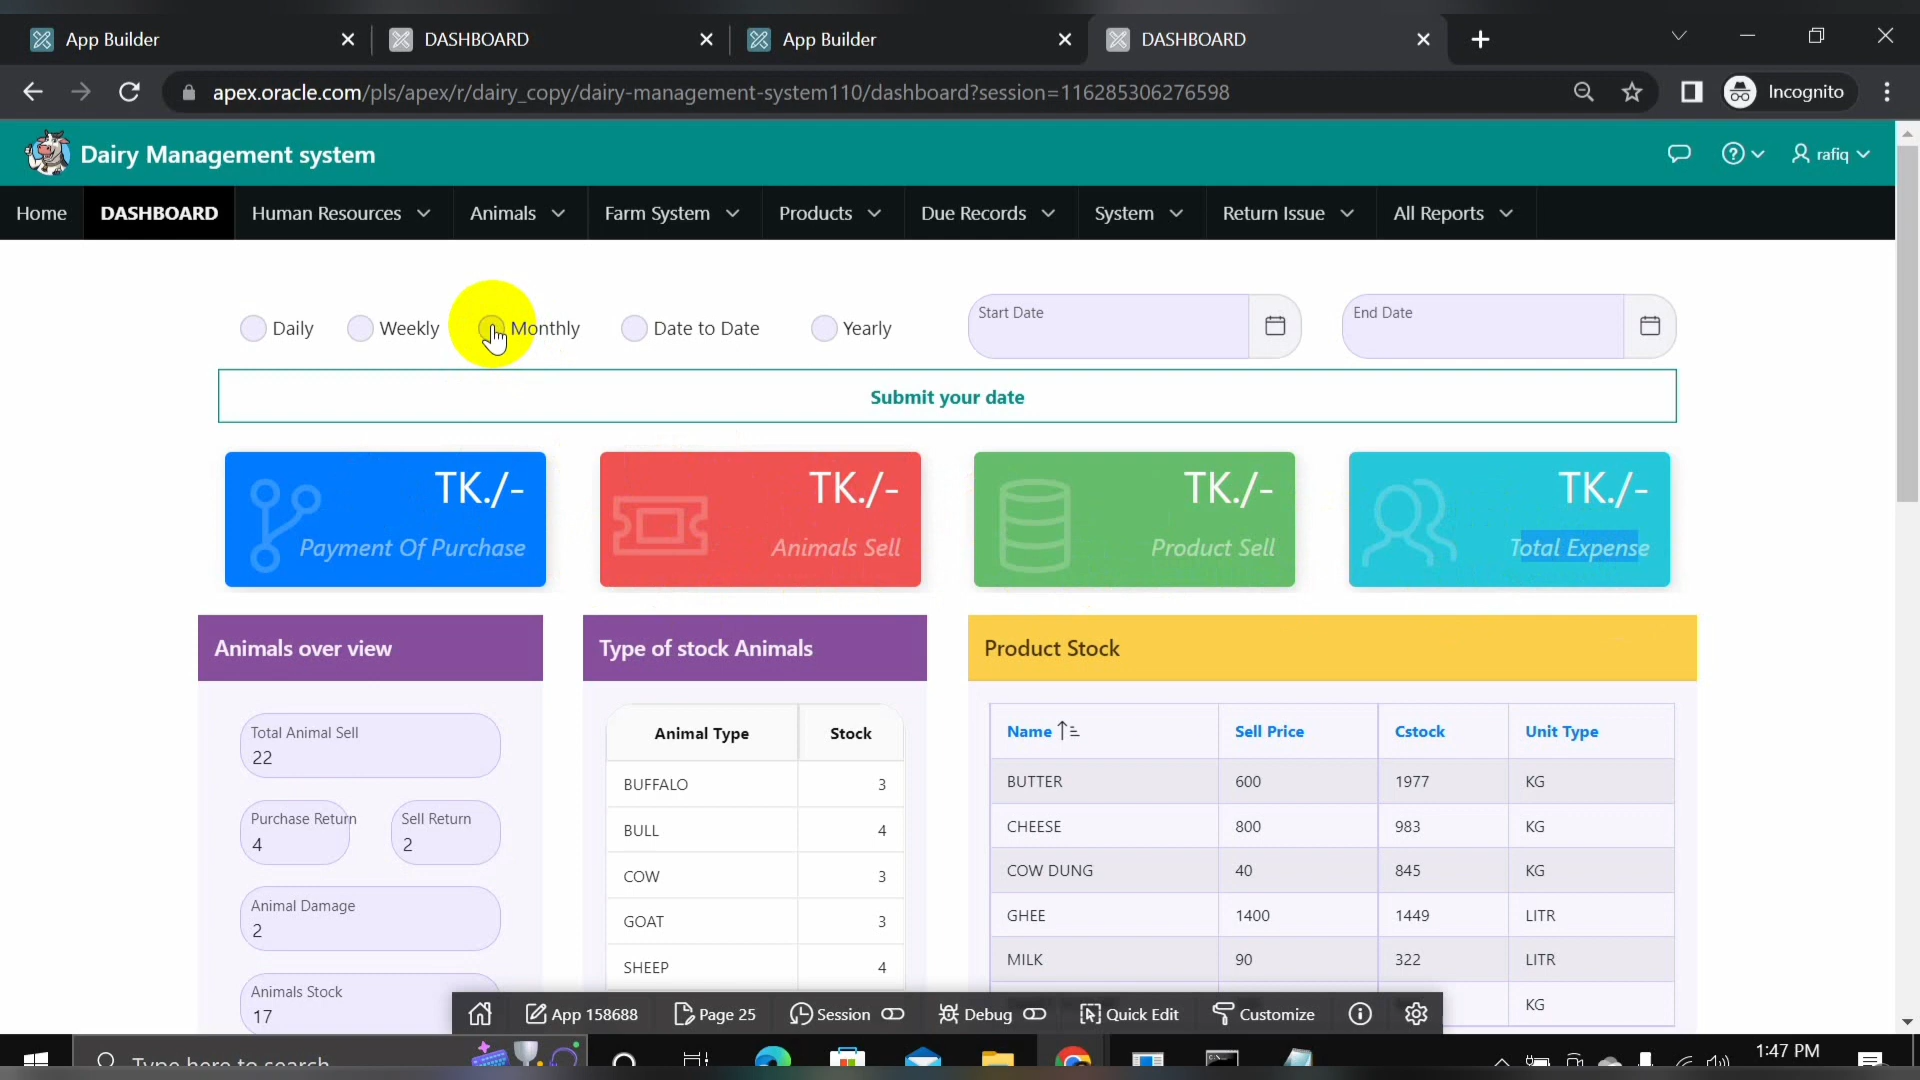 App Builder
DASHBOARD
App Builder
DASHBOARD
apex.oracle.com/pls/apex/r/dairy_copy/dairy-management-system110/dashboard?session=116285306276598
Incognito
Dairy Management system
rafiq
Home
DASHBOARD
Human Resources
Animals
Farm System
Products
Due Records
System
Return Issue
All Reports
Daily
Weekly
Monthly
Date to Date
Yearly
Start Date
End Date
Submit your date
TK./-
Payment Of Purchase
TK./-
Animals Sell
TK./-
Product Sell
TK./-
Total Expense
Animals over view
Total Animal Sell
22
Purchase Return
4
Sell Return
2
Animal Damage
2
Animals Stock
17
Type of stock Animals
Animal Type Stock
BUFFALO 3
BULL 4
COW 3
GOAT 3
SHEEP 4
Product Stock
Name Sell Price Cstock Unit Type
BUTTER 600 1977 KG
CHEESE 800 983 KG
COW DUNG 40 845 KG
GHEE 1400 1449 LITR
MILK 90 322 LITR
KG
App 158688
Page 25
Session
Debug
Quick Edit
Customize
Type here to search
1:47 PM